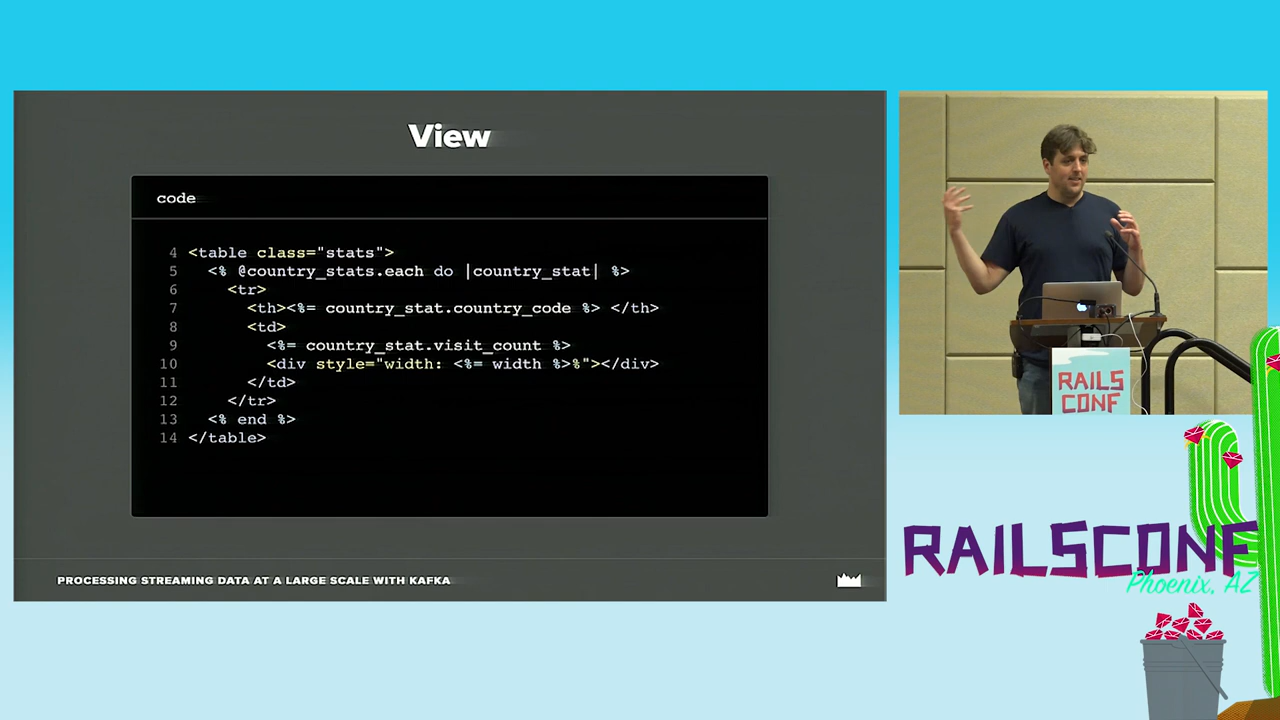 View
code
4 <table class="stats">
5 <% @country_stats.each do |country_stat| %>
6 <tr>
7 <th><%= country_stat.country_code %> </th>
8 <td>
9 <%= country_stat.visit_count %>
10 <div style="width: <%= width %>%"></div>
11 </td>
12 </tr>
13 <% end %>
14 </table>
PROCESSING STREAMING DATA AT A LARGE SCALE WITH KAFKA
RAILS
CONF
RAILSCONF
Phoenix, AZ